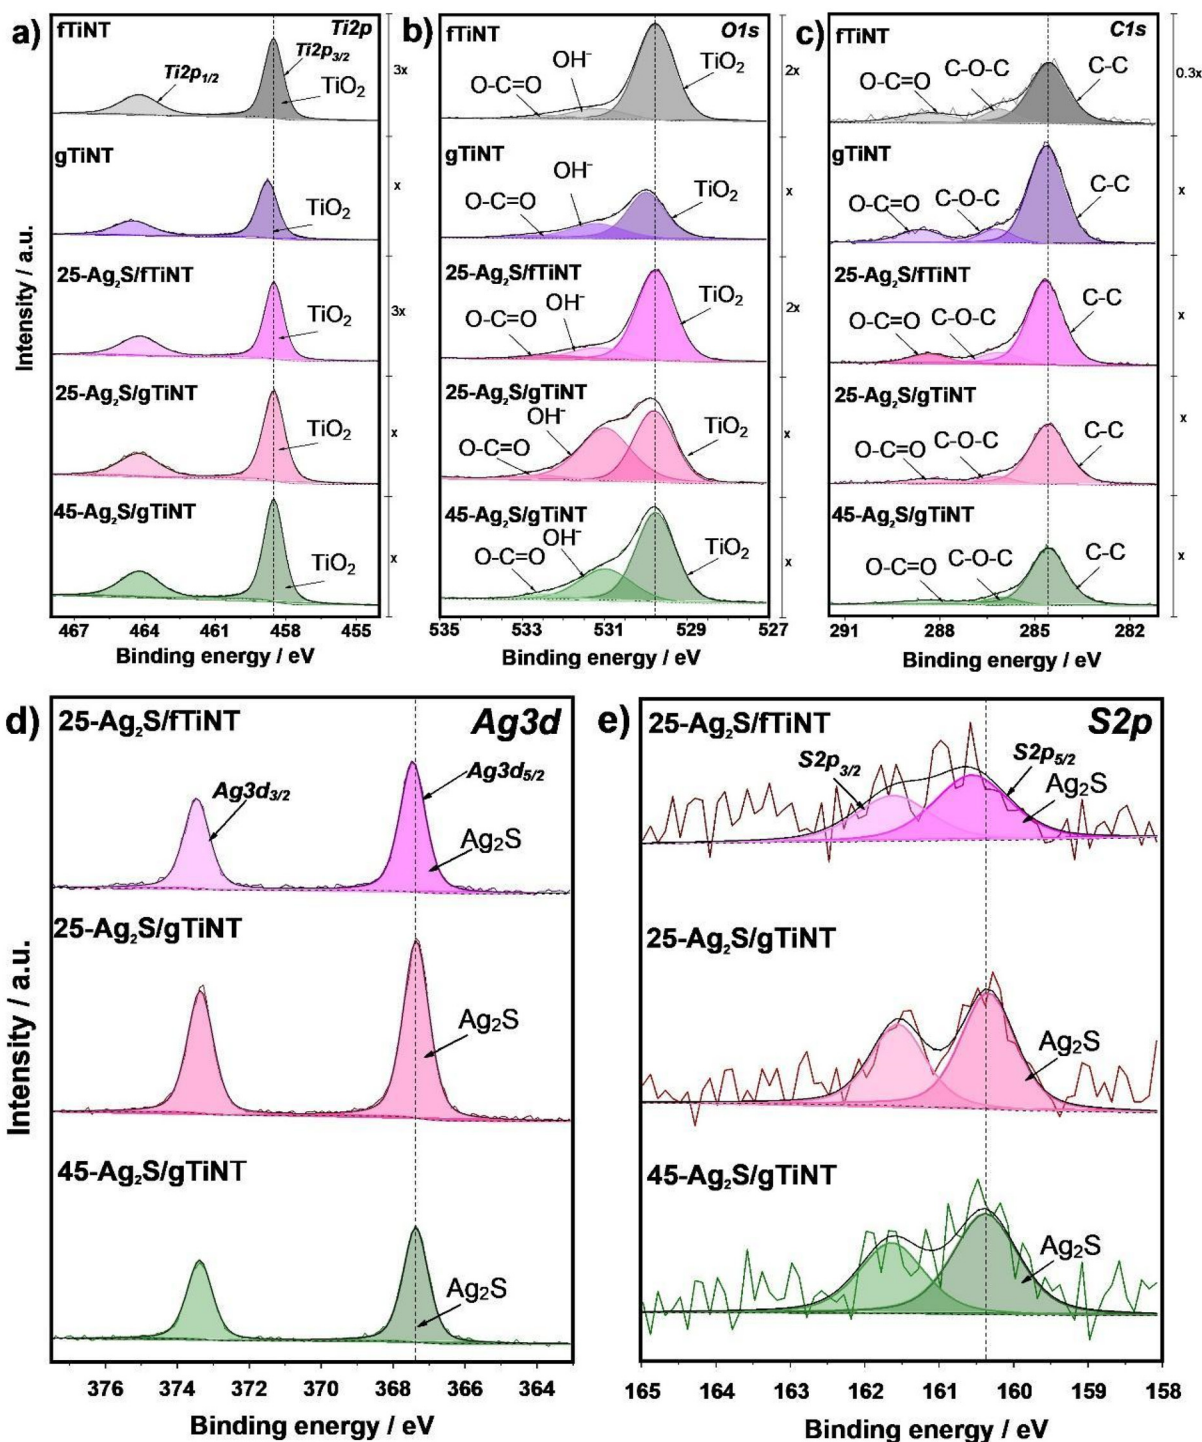 a)
fTiNT
Ti2p
Ti2p₁/₂
Ti2p₃/₂
TiO₂
3x
gTiNT
TiO₂
x
25-Ag₂S/fTiNT
TiO₂
3x
25-Ag₂S/gTiNT
TiO₂
x
45-Ag₂S/gTiNT
TiO₂
x
467 464 461 458 454
Binding energy / eV
Intensity / a.u.
b)
fTiNT
O1s
O-C=O
OH⁻
TiO₂
2x
gTiNT
O-C=O
OH⁻
TiO₂
x
25-Ag₂S/fTiNT
O-C=O
OH⁻
TiO₂
2x
25-Ag₂S/gTiNT
O-C=O
OH⁻
TiO₂
x
45-Ag₂S/gTiNT
O-C=O
OH⁻
TiO₂
x
535 533 531 529 527
Binding energy / eV
c)
fTiNT
C1s
O-C=O
C-O-C
C-C
0.3x
gTiNT
O-C=O
C-O-C
C-C
x
25-Ag₂S/fTiNT
O-C=O
C-O-C
C-C
x
25-Ag₂S/gTiNT
O-C=O
C-O-C
C-C
x
45-Ag₂S/gTiNT
O-C=O
C-O-C
C-C
x
291 288 285 282
Binding energy / eV
d)
25-Ag₂S/fTiNT
Ag3d
Ag3d₃/₂
Ag3d₅/₂
Ag₂S
25-Ag₂S/gTiNT
Ag₂S
45-Ag₂S/gTiNT
Ag₂S
376 374 372 370 368 366 364
Binding energy / eV
Intensity / a.u.
e)
25-Ag₂S/fTiNT
S2p
S2p₃/₂
S2p₅/₂
Ag₂S
25-Ag₂S/gTiNT
Ag₂S
45-Ag₂S/gTiNT
Ag₂S
165 164 163 162 161 160 159 158
Binding energy / eV